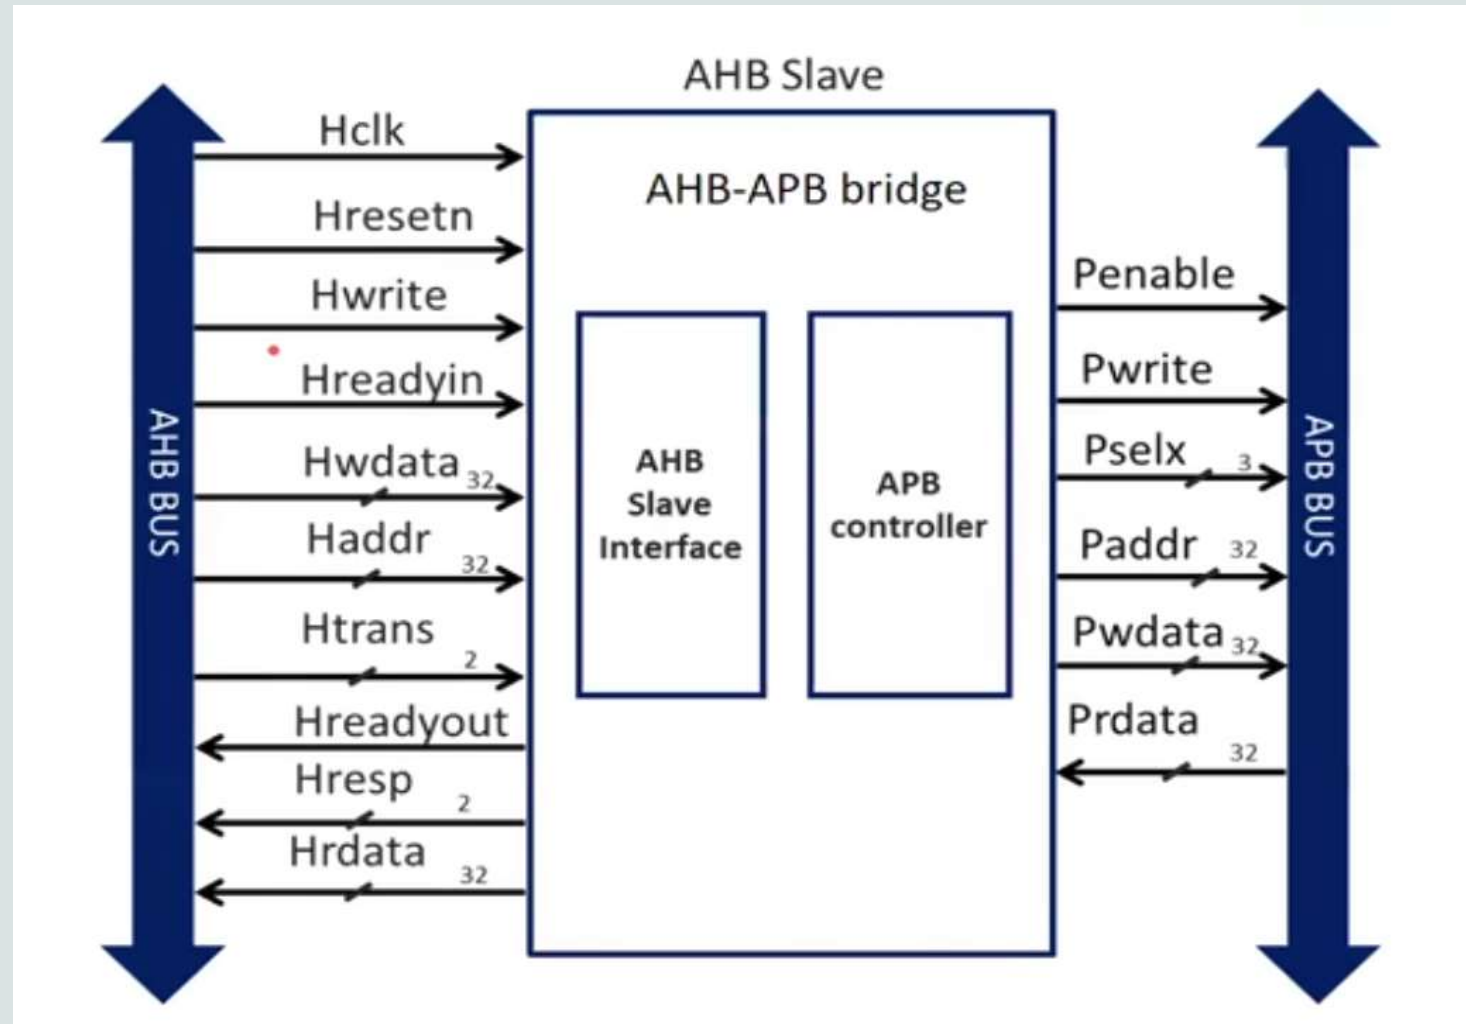 AHB Slave
AHB-APB bridge
AHB BUS
Hclk
Hresetn
Hwrite
Hreadyin
Hwdata 32
Haddr 32
Htrans 2
Hreadyout
Hresp 2
Hrdata 32
AHB
Slave
Interface
APB
controller
Penable
Pwrite
Pselx 3
Paddr 32
Pwdata 32
Prdata 32
APB BUS